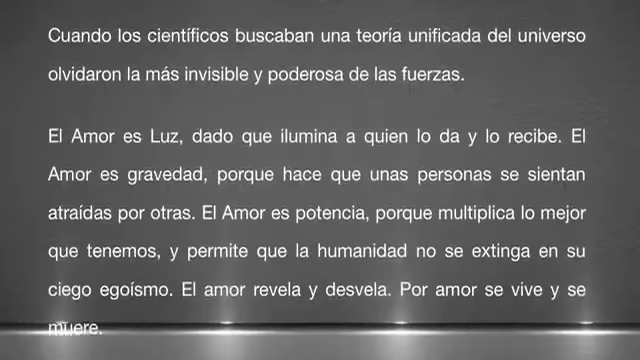 Cuando los científicos buscaban una teoría unificada del universo
olvidaron la más invisible y poderosa de las fuerzas.
El Amor es Luz, dado que ilumina a quien lo da y lo recibe. El
Amor es gravedad, porque hace que unas personas se sientan
atraídas por otras. El Amor es potencia, porque multiplica lo mejor
que tenemos, y permite que la humanidad no se extinga en su
ciego egoísmo. El amor revela y desvela. Por amor se vive y se
muere.